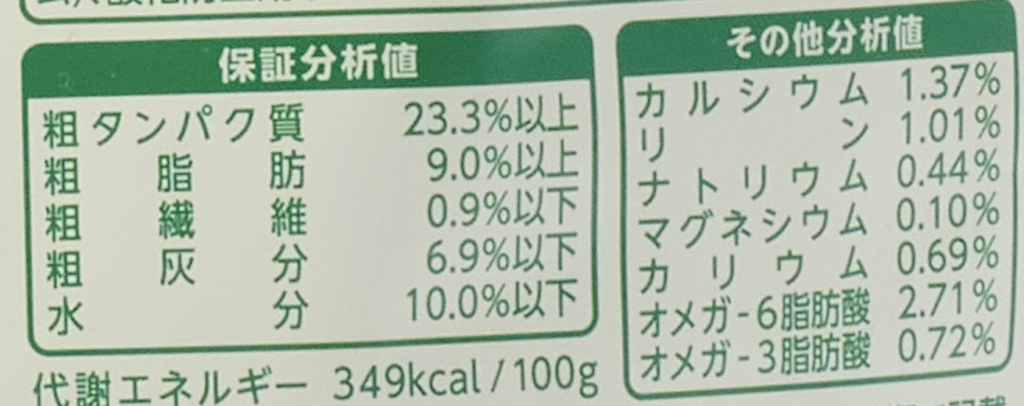 保証分析値
粗タンパク質 23.3%以上
粗脂肪 9.0%以上
粗繊維 0.9%以下
粗灰分 6.9%以下
水分 10.0%以下
代謝エネルギー 349kcal/100g
その他分析値
カルシウム 1.37%
リン 1.01%
ナトリウム 0.44%
マグネシウム 0.10%
カリウム 0.69%
オメガ-6脂肪酸 2.71%
オメガ-3脂肪酸 0.72%